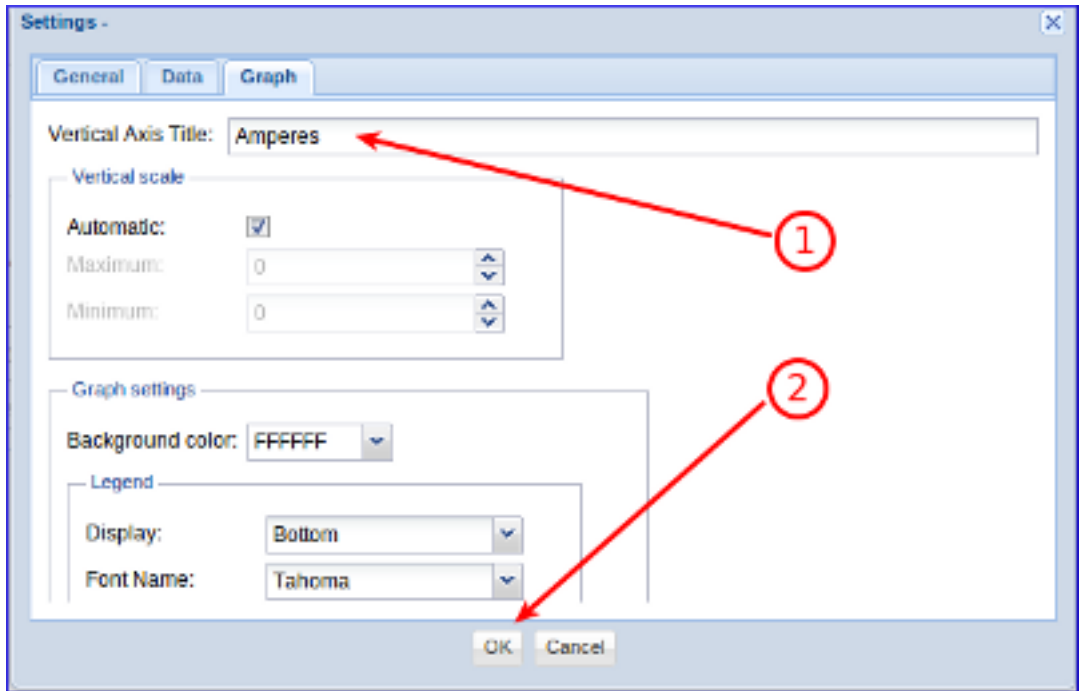 Settings -
General Data Graph
Vertical Axis Title: Amperes
Vertical scale
Automatic:
1
Maximum: 0
Minimum: 0
Graph settings
2
Background color: FFFFFF
Legend
Display: Bottom
Font Name: Tahoma
OK Cancel